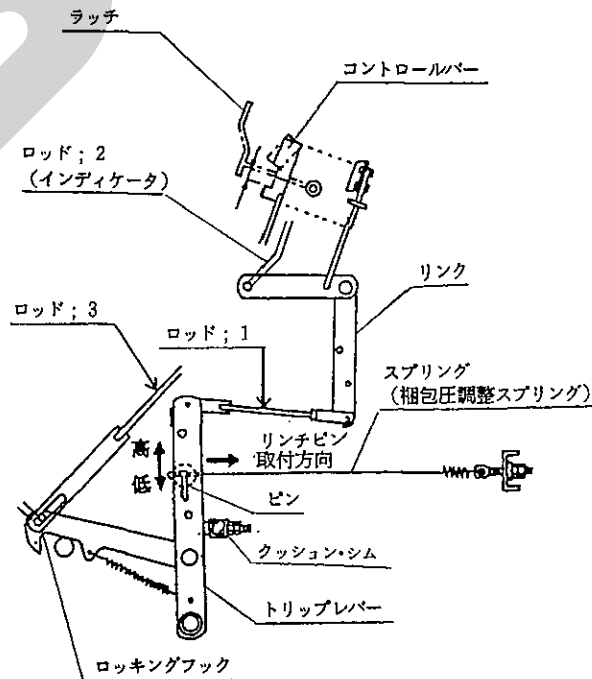 ラッチ
コントロールバー
ロッド；2
（インディケータ）
リンク
ロッド；3
ロッド；1
スプリング
（梱包圧調整スプリング）
リンチピン
取付方向
高
低
ピン
クッション・シム
トリップレバー
ロッキングフック